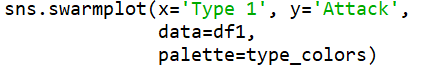 sns.swarmplot(x='Type 1', y='Attack',
              data=df1,
              palette=type_colors)